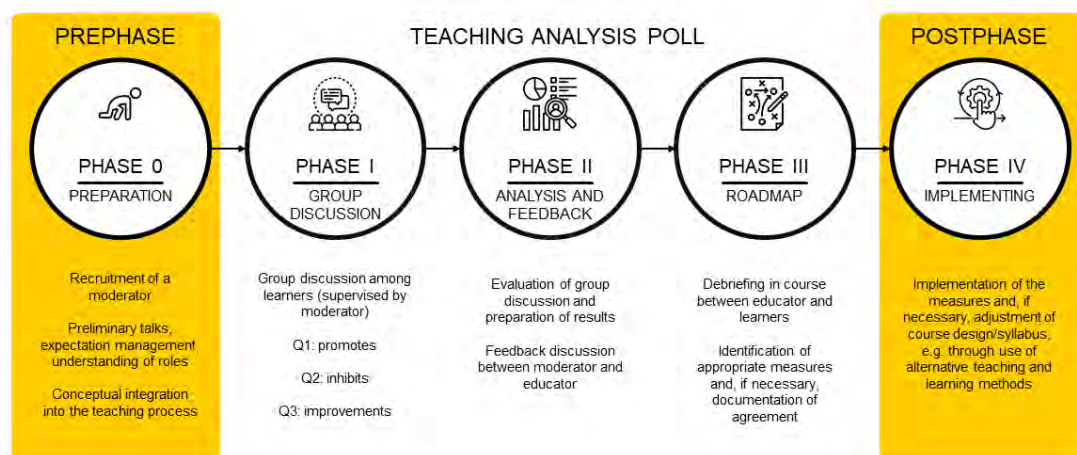 PREPHASE
TEACHING ANALYSIS POLL
POSTPHASE
PHASE 0
PREPARATION
PHASE I
GROUP
DISCUSSION
PHASE II
ANALYSIS AND
FEEDBACK
PHASE III
ROADMAP
PHASE IV
IMPLEMENTING
Recruitment of a
moderator
Preliminary talks,
expectation management
understanding of roles
Conceptual integration
into the teaching process
Group discussion among
learners (supervised by
moderator)
Q1: promotes
Q2: inhibits
Q3: improvements
Evaluation of group
discussion and
preparation of results
Feedback discussion
between moderator and
educator
Debriefing in course
between educator and
learners
Identification of
appropriate measures
and, if necessary,
documentation of
agreement
Implementation of the
measures and, if
necessary, adjustment of
course design/syllabus,
e.g. through use of
alternative teaching and
learning methods